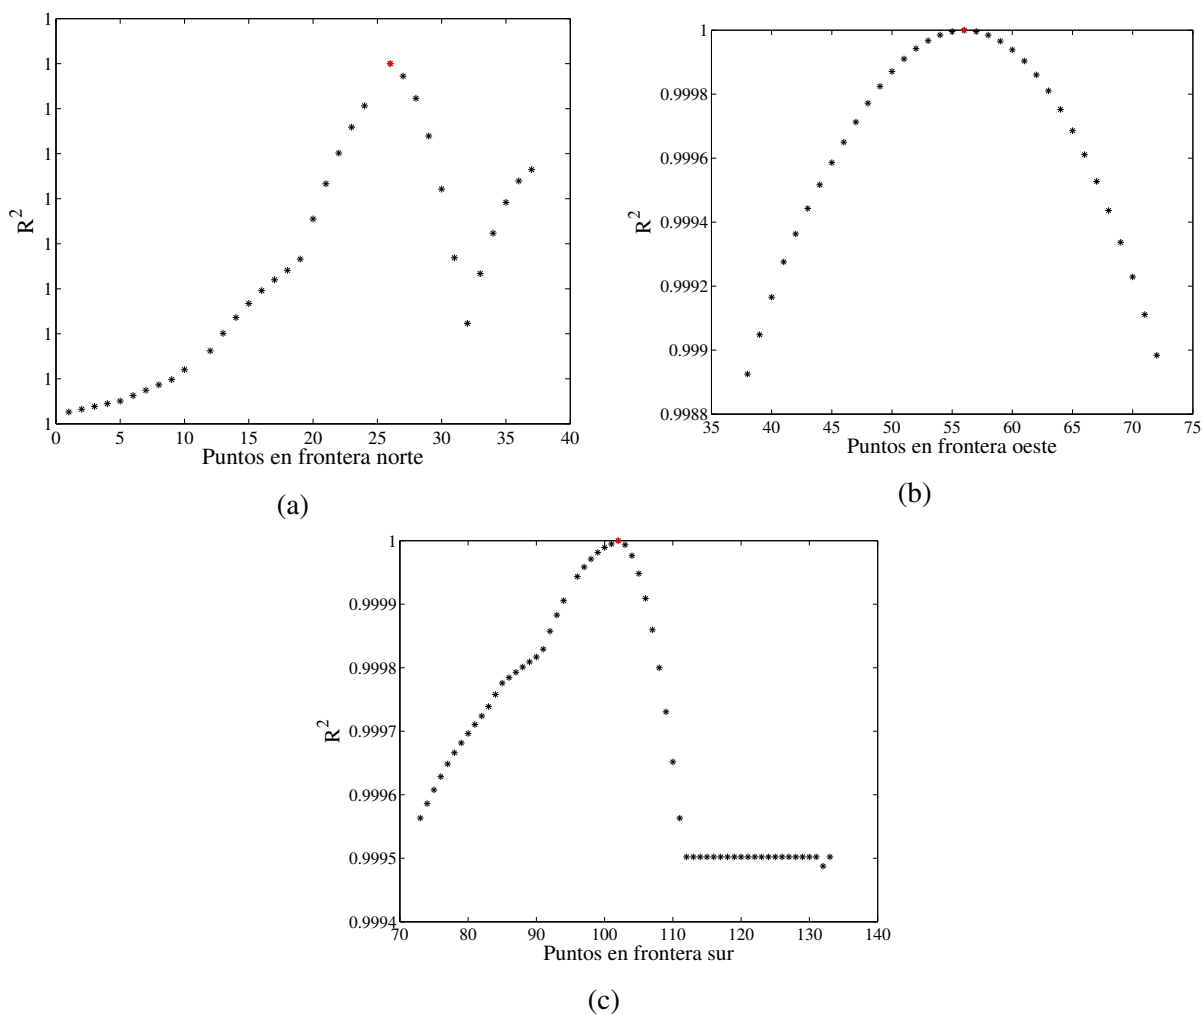 1
1
1
1
1
1
1
1
1
1
R²
0 5 10 15 20 25 30 35 40
Puntos en frontera norte
(a)
1
0.9998
0.9996
0.9994
0.9992
0.999
0.9988
R²
35 40 45 50 55 60 65 70 75
Puntos en frontera oeste
(b)
1
0.9999
0.9998
0.9997
0.9996
0.9995
0.9994
R²
70 80 90 100 110 120 130 140
Puntos en frontera sur
(c)